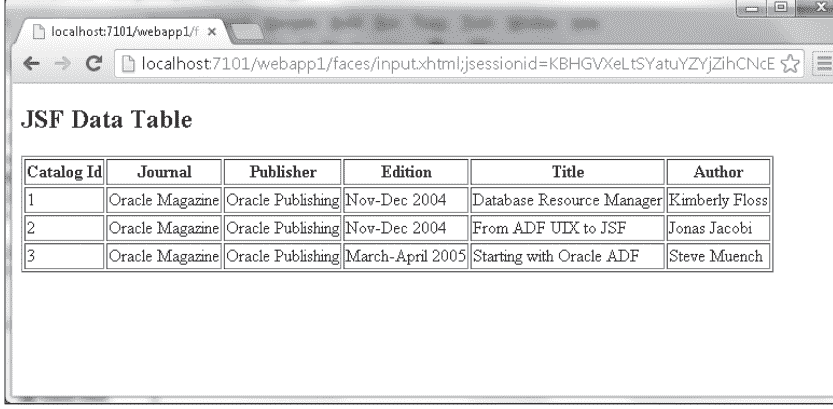 localhost:7101/webapp1/f
localhost:7101/webapp1/faces/input.xhtml;jsessionid=KBHGVXeLtSYatuYZYjZihCNcE
JSF Data Table
Catalog Id Journal Publisher Edition Title Author
1 Oracle Magazine Oracle Publishing Nov-Dec 2004 Database Resource Manager Kimberly Floss
2 Oracle Magazine Oracle Publishing Nov-Dec 2004 From ADF UIX to JSF Jonas Jacobi
3 Oracle Magazine Oracle Publishing March-April 2005 Starting with Oracle ADF Steve Muench